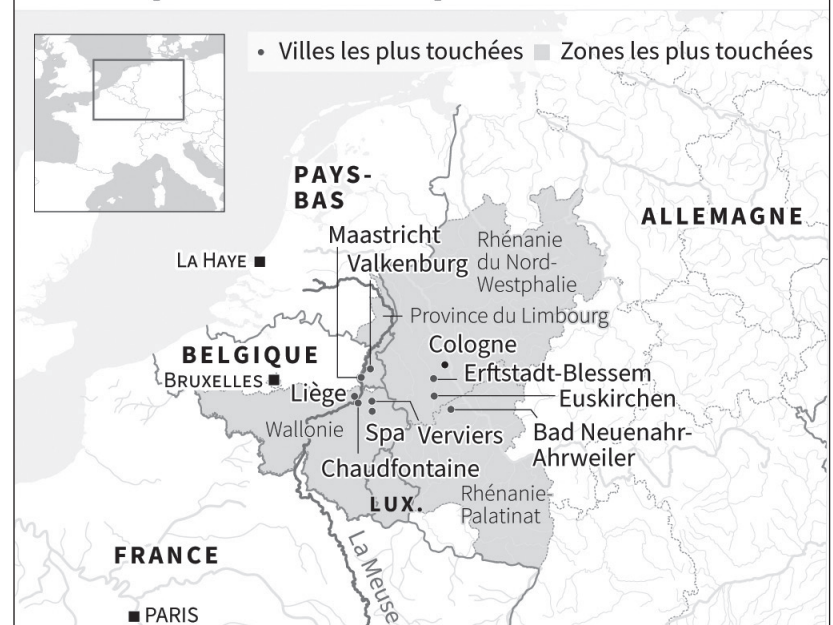 Villes les plus touchées
Zones les plus touchées
PAYS-
BAS
ALLEMAGNE
Maastricht
Rhénanie
du Nord-
Westphalie
LA HAYE
Valkenburg
Province du Limbourg
Cologne
BELGIQUE
Erftstadt-Blessem
BRUXELLES
Liège
Euskirchen
Wallonie
Spa
Verviers
Bad Neuenahr-
Ahrweiler
Chaudfontaine
LUX.
Rhénanie-
Palatinat
FRANCE
La Meuse
PARIS